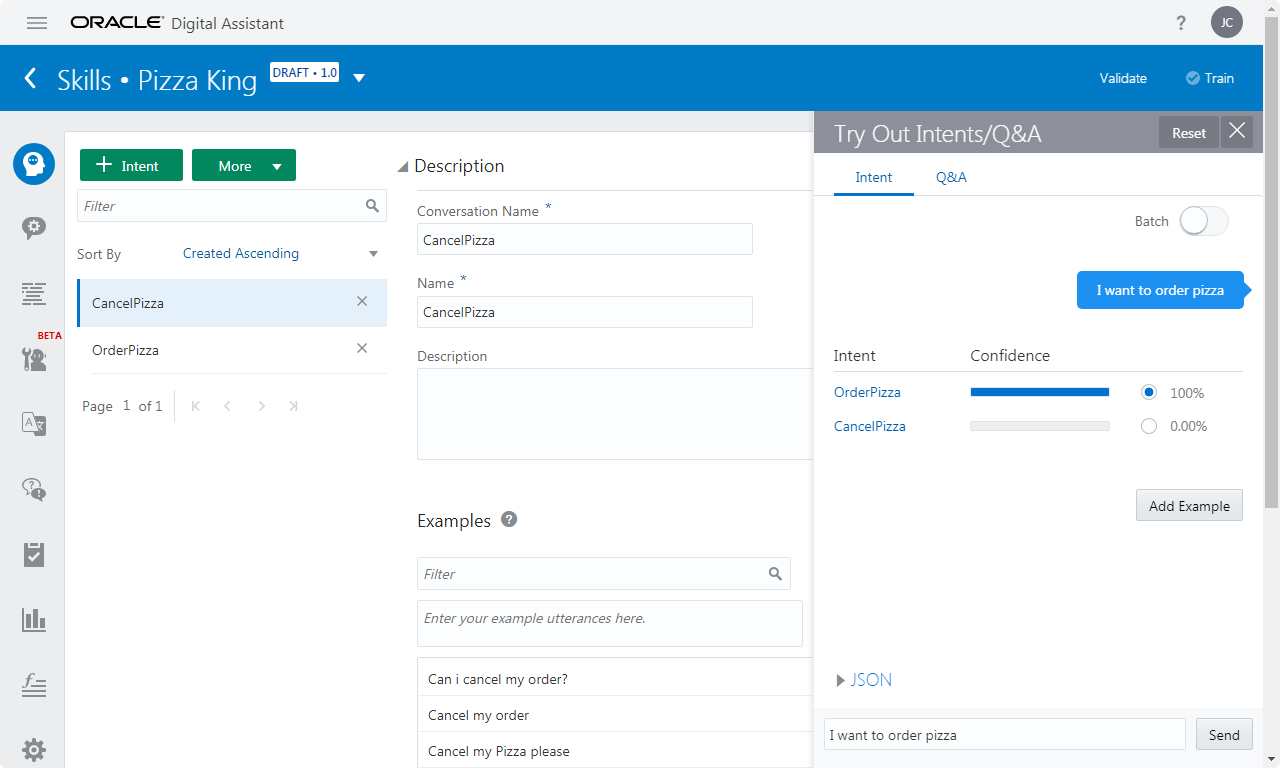 ORACLE Digital Assistant
?
JC
Skills • Pizza King
DRAFT • 1.0
Validate
Train
+ Intent
More
Filter
Sort By
Created Ascending
CancelPizza
OrderPizza
Page 1 of 1
BETA
Description
Conversation Name *
CancelPizza
Name *
CancelPizza
Description
Examples ?
Filter
Enter your example utterances here.
Can i cancel my order?
Cancel my order
Cancel my Pizza please
Try Out Intents/Q&A
Reset
Intent
Q&A
Batch
I want to order pizza
Intent Confidence
OrderPizza 100%
CancelPizza 0.00%
Add Example
JSON
I want to order pizza
Send